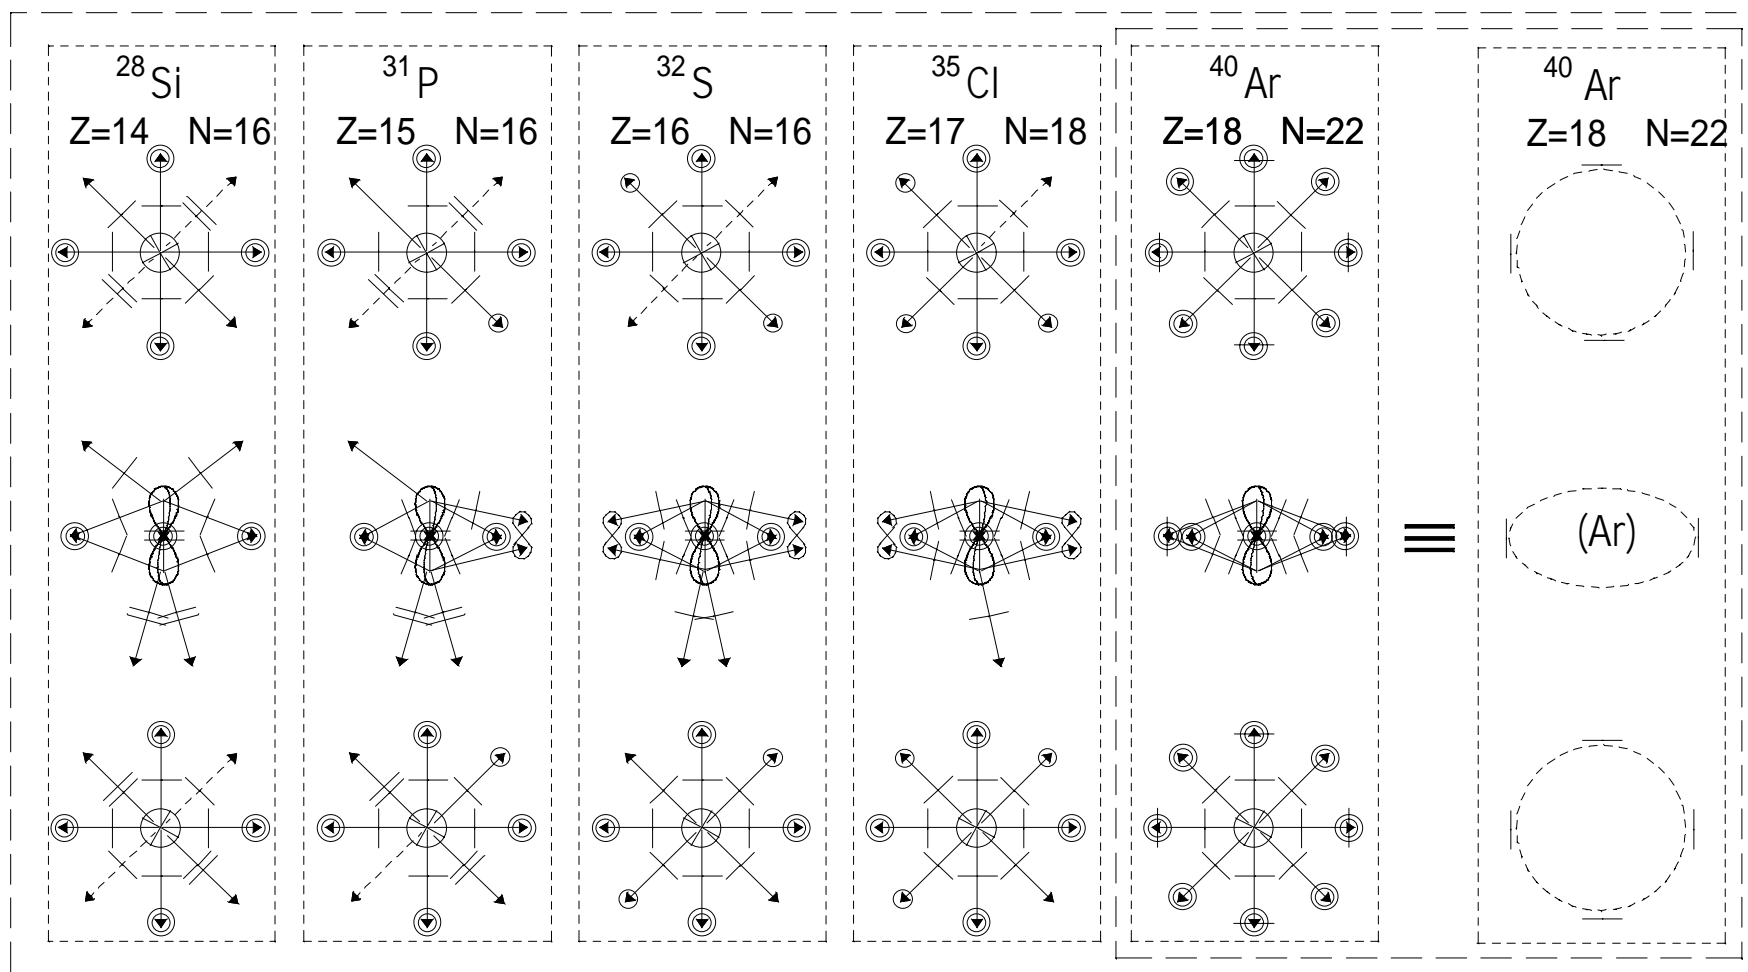 28Si
Z=14 N=16
31P
Z=15 N=16
32S
Z=16 N=16
35Cl
Z=17 N=18
40Ar
Z=18 N=22
≡
40Ar
Z=18 N=22
(Ar)